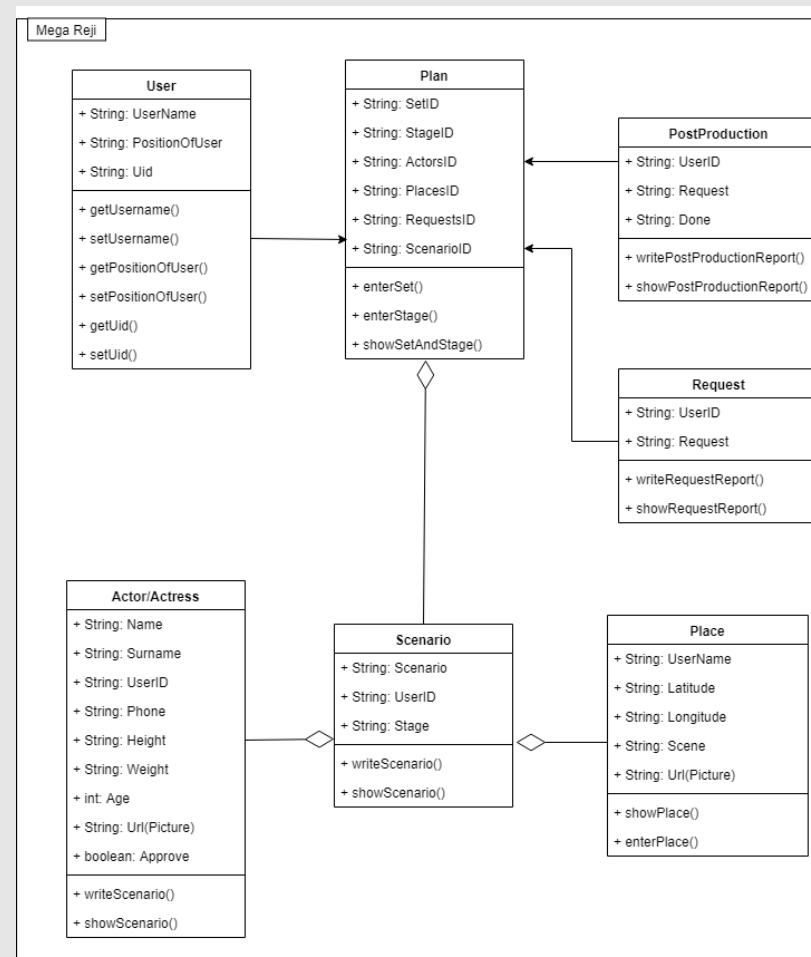 Mega Reji
User
+ String: UserName
+ String: PositionOfUser
+ String: Uid
+ getUsername()
+ setUsername()
+ getPositionOfUser()
+ setPositionOfUser()
+ getUid()
+ setUid()
Plan
+ String: SetID
+ String: StageID
+ String: ActorsID
+ String: PlacesID
+ String: RequestsID
+ String: ScenarioID
+ enterSet()
+ enterStage()
+ showSetAndStage()
PostProduction
+ String: UserID
+ String: Request
+ String: Done
+ writePostProductionReport()
+ showPostProductionReport()
Request
+ String: UserID
+ String: Request
+ writeRequestReport()
+ showRequestReport()
Actor/Actress
+ String: Name
+ String: Surname
+ String: UserID
+ String: Phone
+ String: Height
+ String: Weight
+ int: Age
+ String: Url(Picture)
+ boolean: Approve
+ writeScenario()
+ showScenario()
Scenario
+ String: Scenario
+ String: UserID
+ String: Stage
+ writeScenario()
+ showScenario()
Place
+ String: UserName
+ String: Latitude
+ String: Longitude
+ String: Scene
+ String: Url(Picture)
+ showPlace()
+ enterPlace()